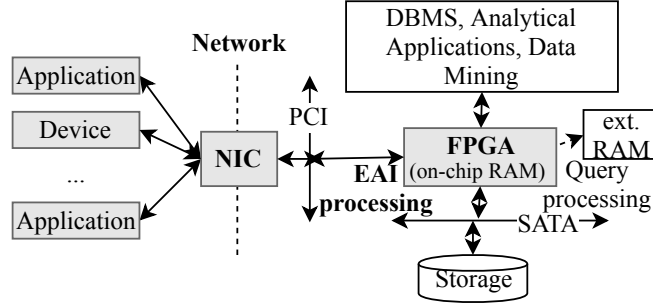 Network
DBMS, Analytical
Applications, Data
Mining
Application
Device
...
Application
NIC
PCI
EAI
processing
FPGA
(on-chip RAM)
ext.
RAM
Query
processing
SATA
Storage